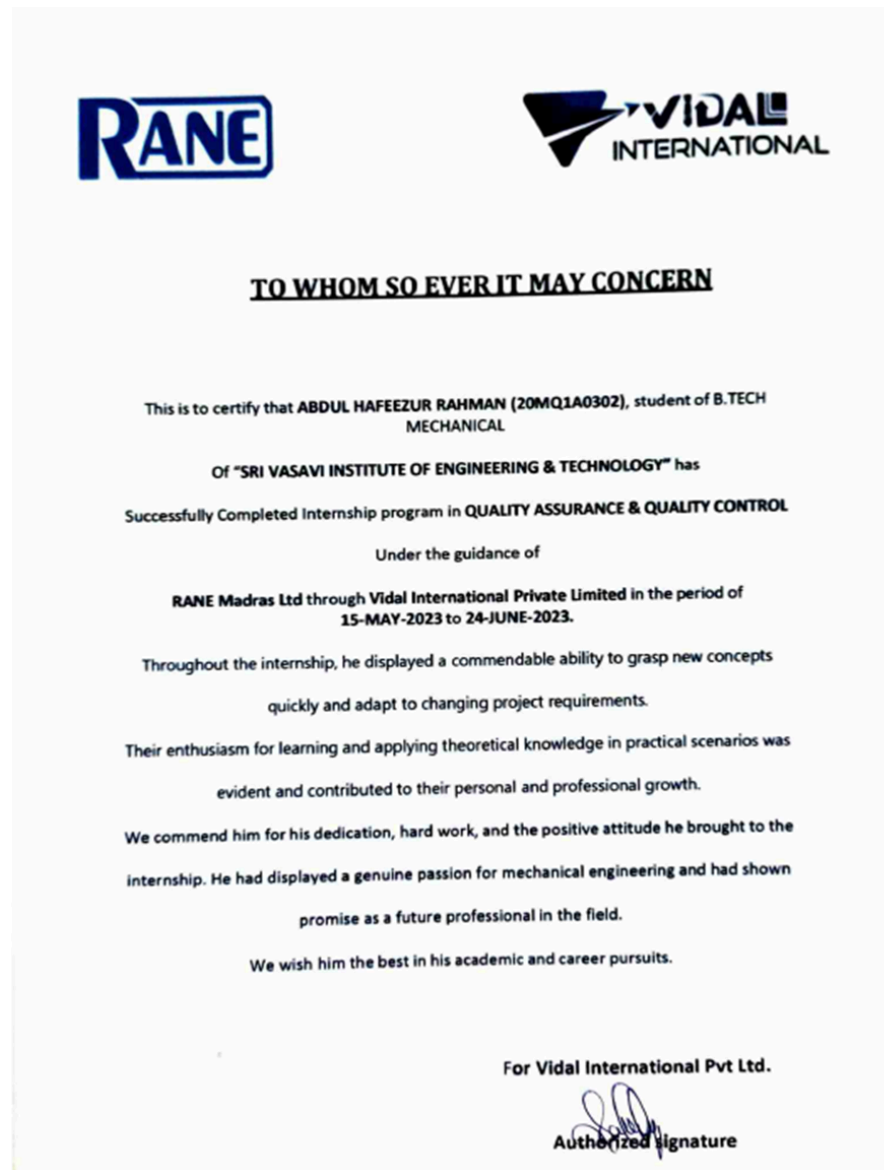 RANE
VIDAL
INTERNATIONAL
TO WHOM SO EVER IT MAY CONCERN
This is to certify that ABDUL HAFEEZUR RAHMAN (20MQ1A0302), student of B.TECH
MECHANICAL
Of "SRI VASAVI INSTITUTE OF ENGINEERING & TECHNOLOGY" has
Successfully Completed Internship program in QUALITY ASSURANCE & QUALITY CONTROL
Under the guidance of
RANE Madras Ltd through Vidal International Private Limited in the period of
15-MAY-2023 to 24-JUNE-2023.
Throughout the internship, he displayed a commendable ability to grasp new concepts
quickly and adapt to changing project requirements.
Their enthusiasm for learning and applying theoretical knowledge in practical scenarios was
evident and contributed to their personal and professional growth.
We commend him for his dedication, hard work, and the positive attitude he brought to the
internship. He had displayed a genuine passion for mechanical engineering and had shown
promise as a future professional in the field.
We wish him the best in his academic and career pursuits.
For Vidal International Pvt Ltd.
Authorized signature